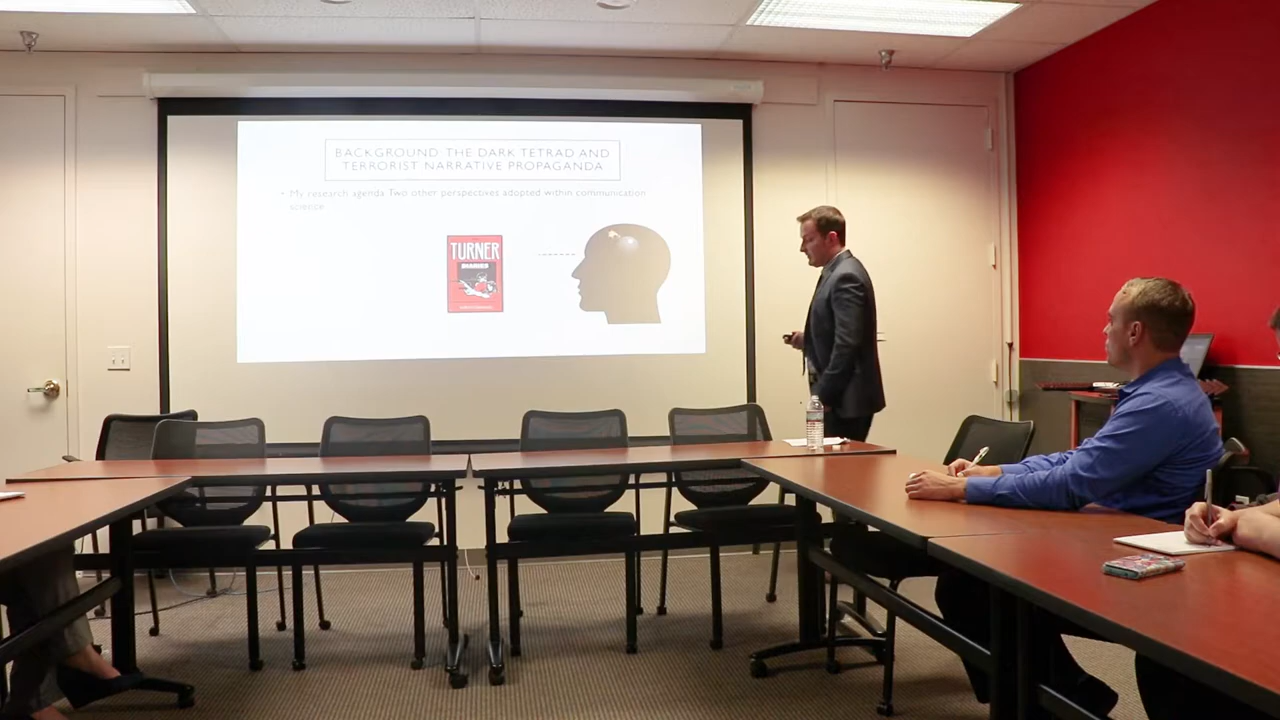 BACKGROUND: THE DARK TETRAD AND
TERRORIST NARRATIVE PROPAGANDA
• My research agenda: Two other perspectives adopted within communication
science
TURNER
DIARIES